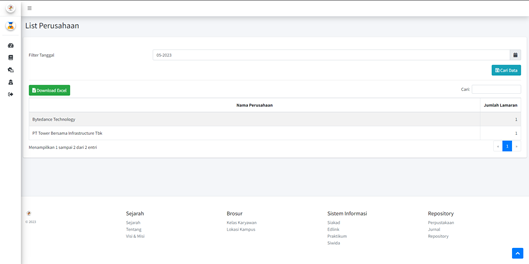 List Perusahaan
Filter Tanggal
05-2023
Cari Data
Download Excel
Cari:
Nama Perusahaan
Jumlah Lamaran
Bytedance Technology
1
PT Tower Bersama Infrastructure Tbk
1
Menampilkan 1 sampai 2 dari 2 entri
1
© 2023
Sejarah
Sejarah
Tentang
Visi & Misi
Brosur
Kelas Karyawan
Lokasi Kampus
Sistem Informasi
Siakad
Edlink
Praktikum
Repository
Perpustakaan
Jurnal
Repository